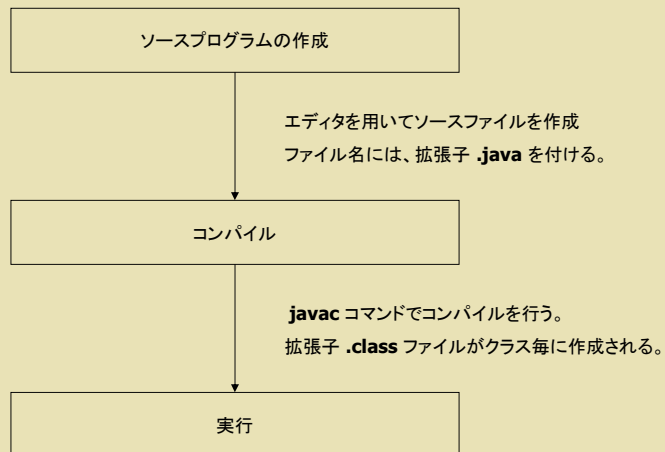 ソースプログラムの作成
エディタを用いてソースファイルを作成
ファイル名には、拡張子 .java を付ける。
コンパイル
javac コマンドでコンパイルを行う。
拡張子 .class ファイルがクラス毎に作成される。
実行